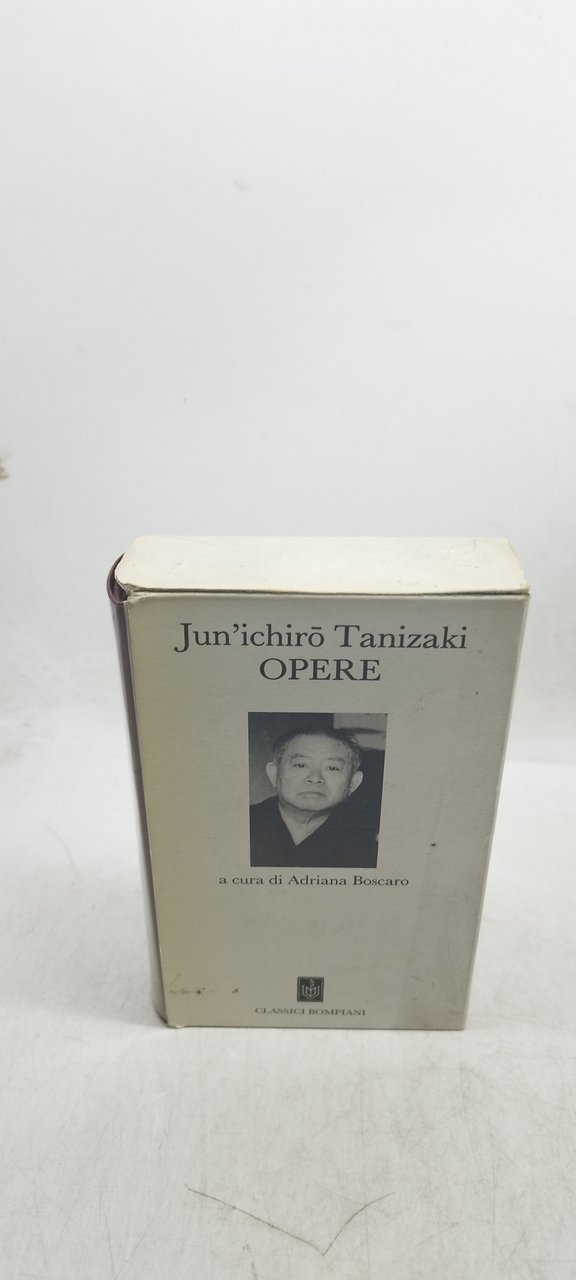 Jun'ichirō Tanizaki
OPERE
a cura di Adriana Boscaro
CLASSICI BOMPIANI